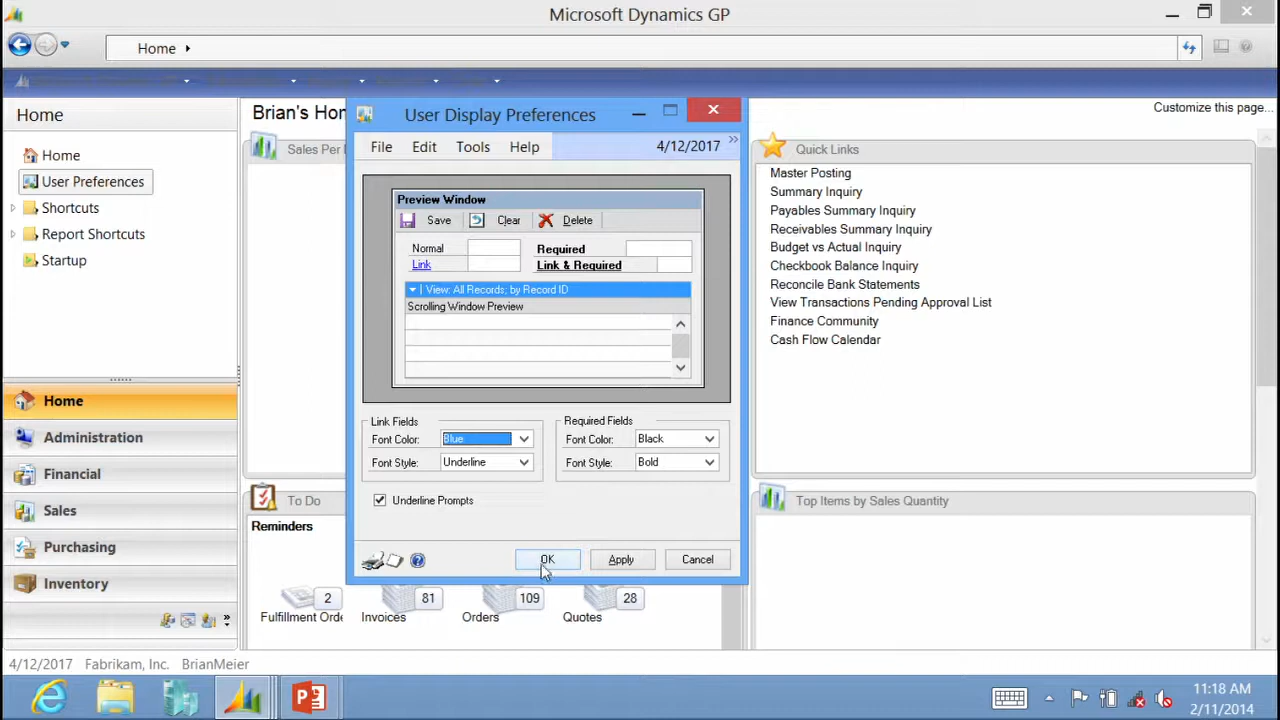 Microsoft Dynamics GP
Home
Home
Home
User Preferences
Shortcuts
Report Shortcuts
Startup
Home
Administration
Financial
Sales
Purchasing
Inventory
Brian's Hom
Customize this page...
Sales Per
User Display Preferences
File Edit Tools Help 4/12/2017
Preview Window
Save Clear Delete
Normal Required
Link Link & Required
View: All Records; by Record ID
Scrolling Window Preview
Link Fields
Font Color: Blue
Font Style: Underline
Required Fields
Font Color: Black
Font Style: Bold
Underline Prompts
OK Apply Cancel
Quick Links
Master Posting
Summary Inquiry
Payables Summary Inquiry
Receivables Summary Inquiry
Budget vs Actual Inquiry
Checkbook Balance Inquiry
Reconcile Bank Statements
View Transactions Pending Approval List
Finance Community
Cash Flow Calendar
To Do
Reminders
2 81 109 28
Fulfillment Orde Invoices Orders Quotes
Top Items by Sales Quantity
4/12/2017 Fabrikam, Inc. BrianMeier
11:18 AM
2/11/2014